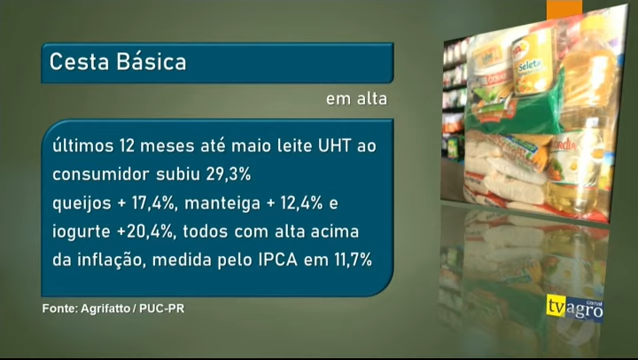 Cesta Básica
em alta
últimos 12 meses até maio leite UHT ao
consumidor subiu 29,3%
queijos + 17,4%, manteiga + 12,4% e
iogurte +20,4%, todos com alta acima
da inflação, medida pelo IPCA em 11,7%
Fonte: Agrifatto / PUC-PR
Seleta
canal
tvagro